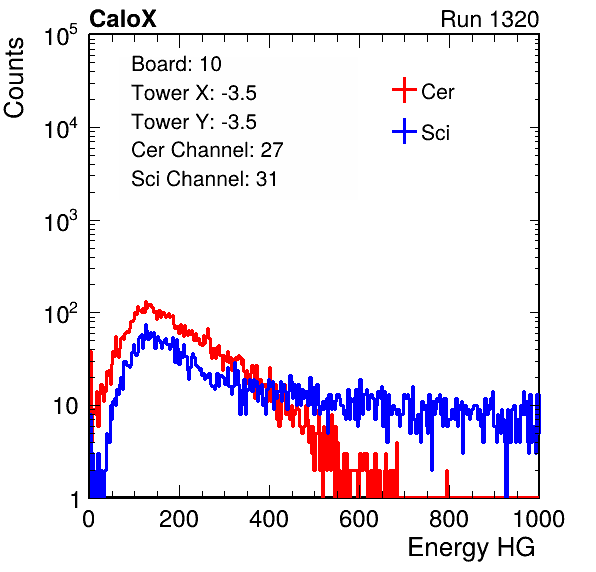 CaloX Run 1320
Counts
10^5
10^4
10^3
10^2
10
1
Board: 10
Tower X: -3.5
Tower Y: -3.5
Cer Channel: 27
Sci Channel: 31
Cer
Sci
0 200 400 600 800 1000
Energy HG